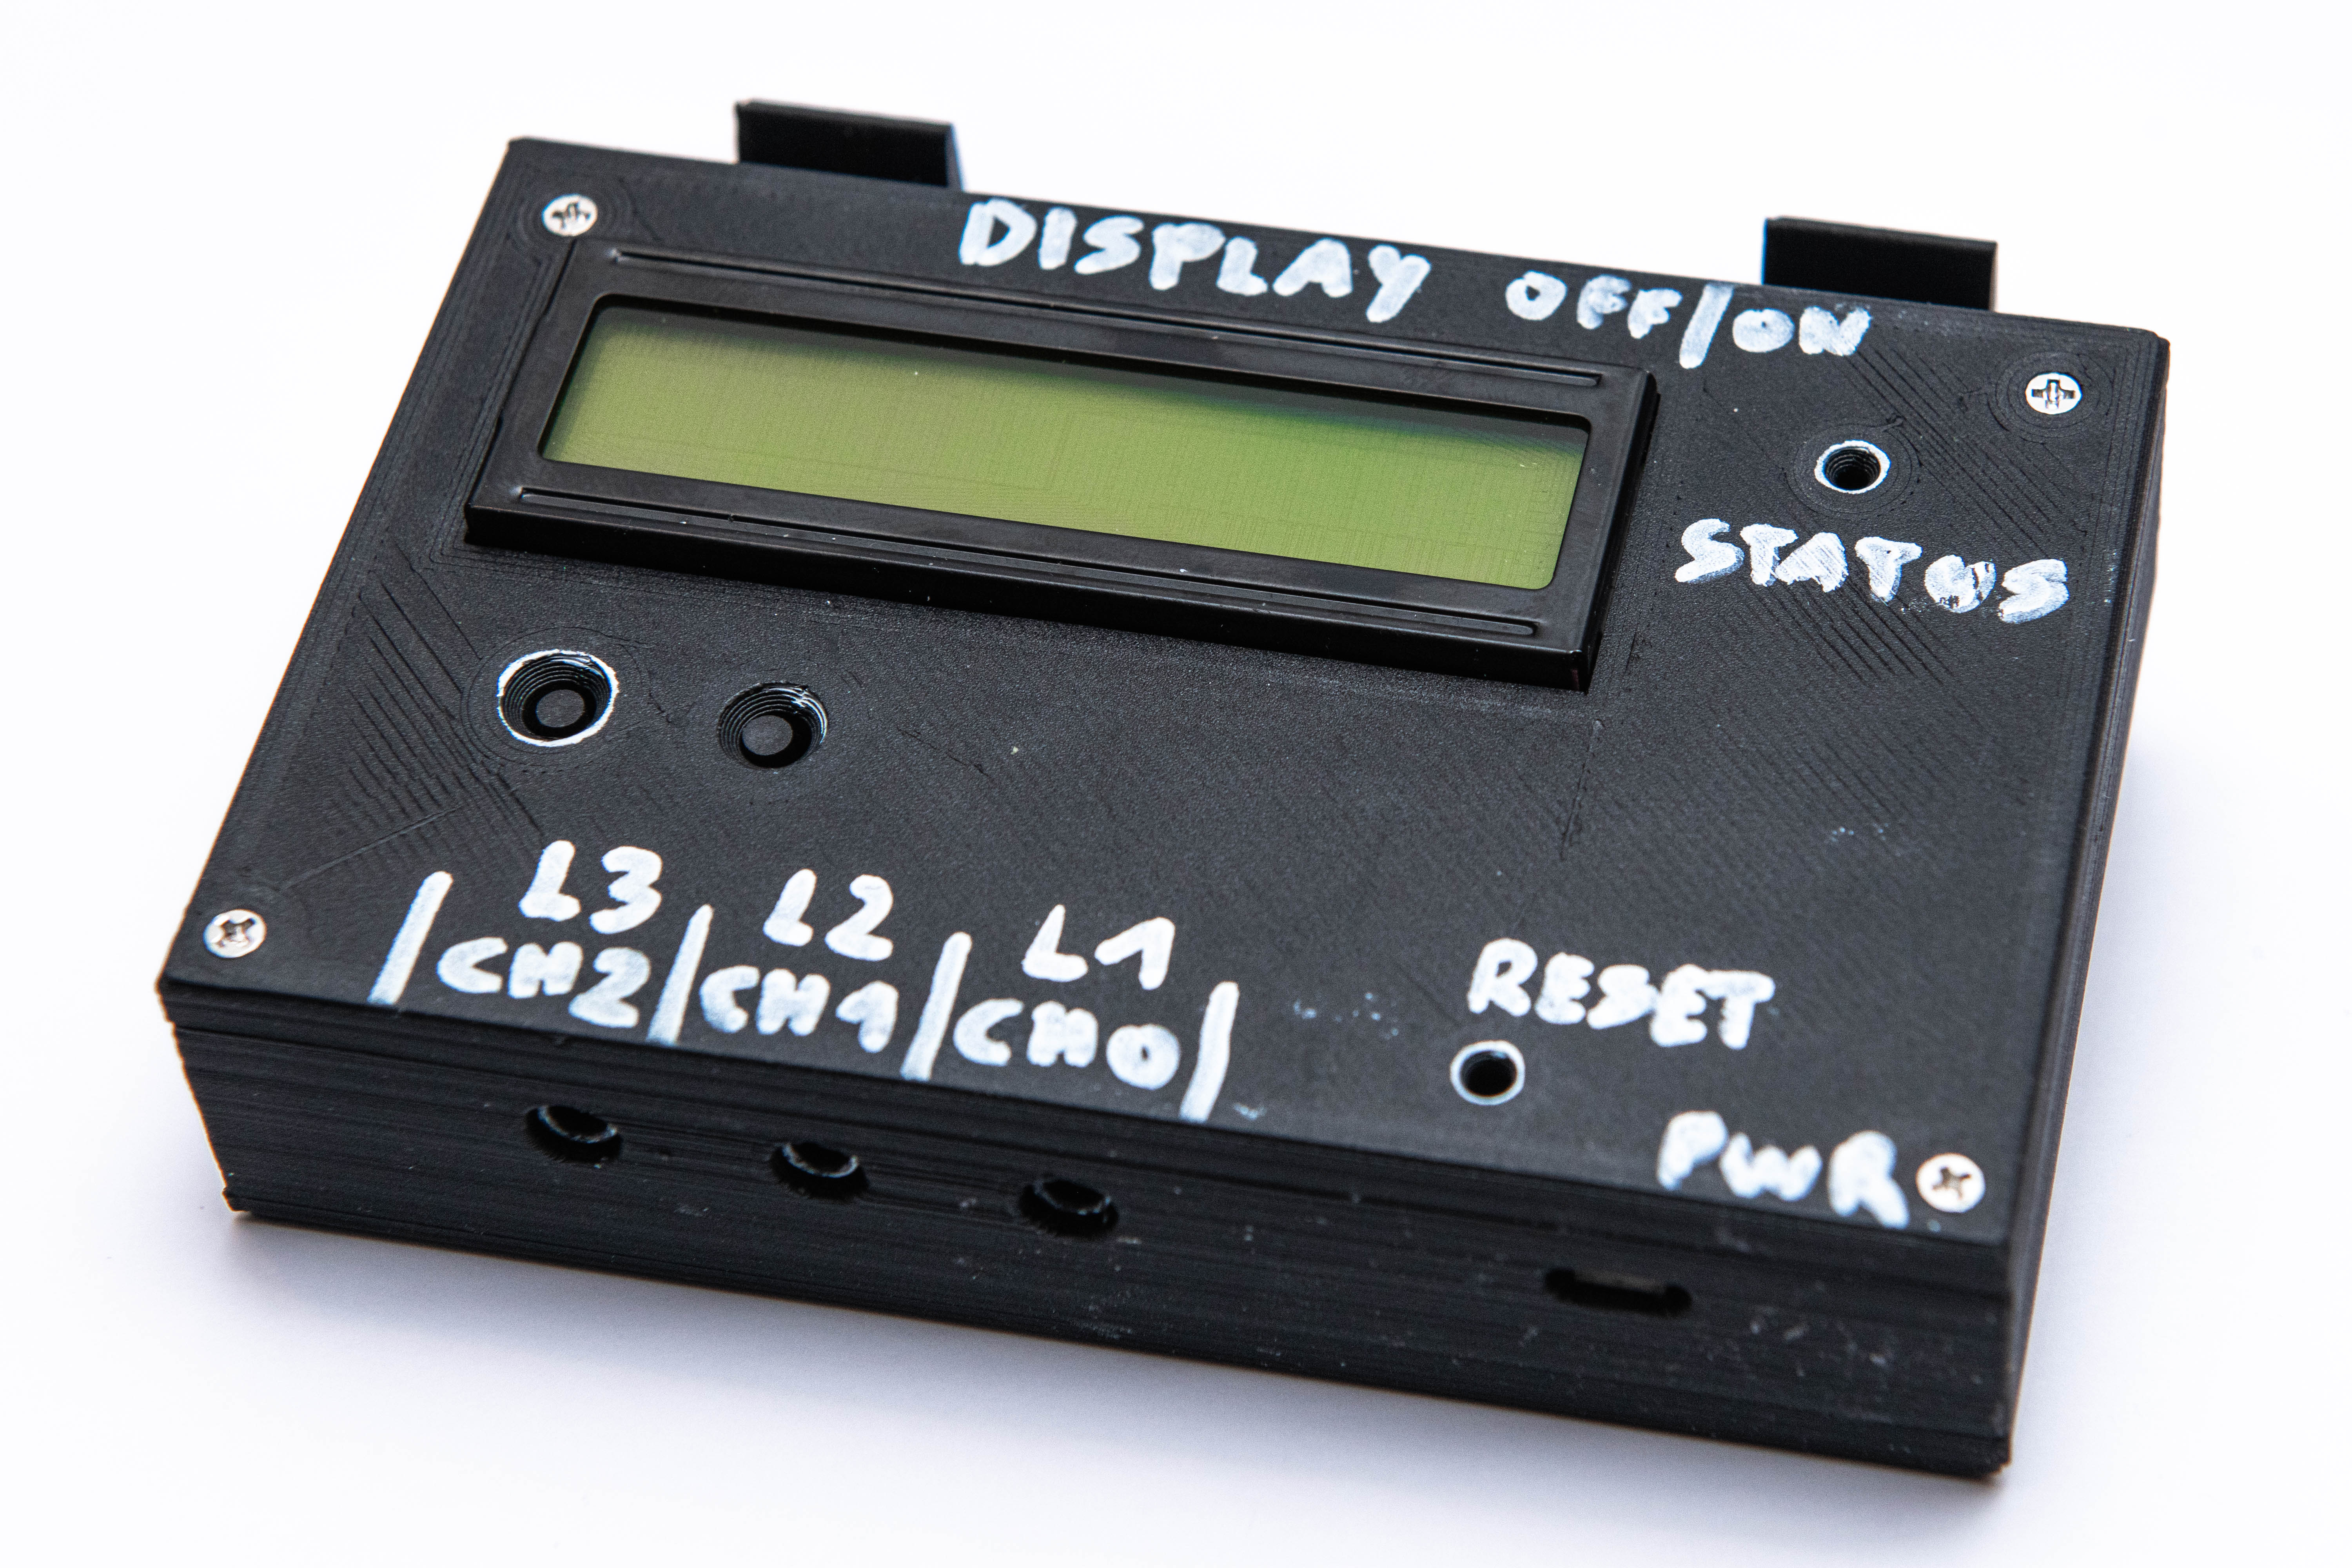 DISPLAY OFF/ON
STATUS
L3 L2 L1
|CH2|CH1|CH0|
RESET
PWR